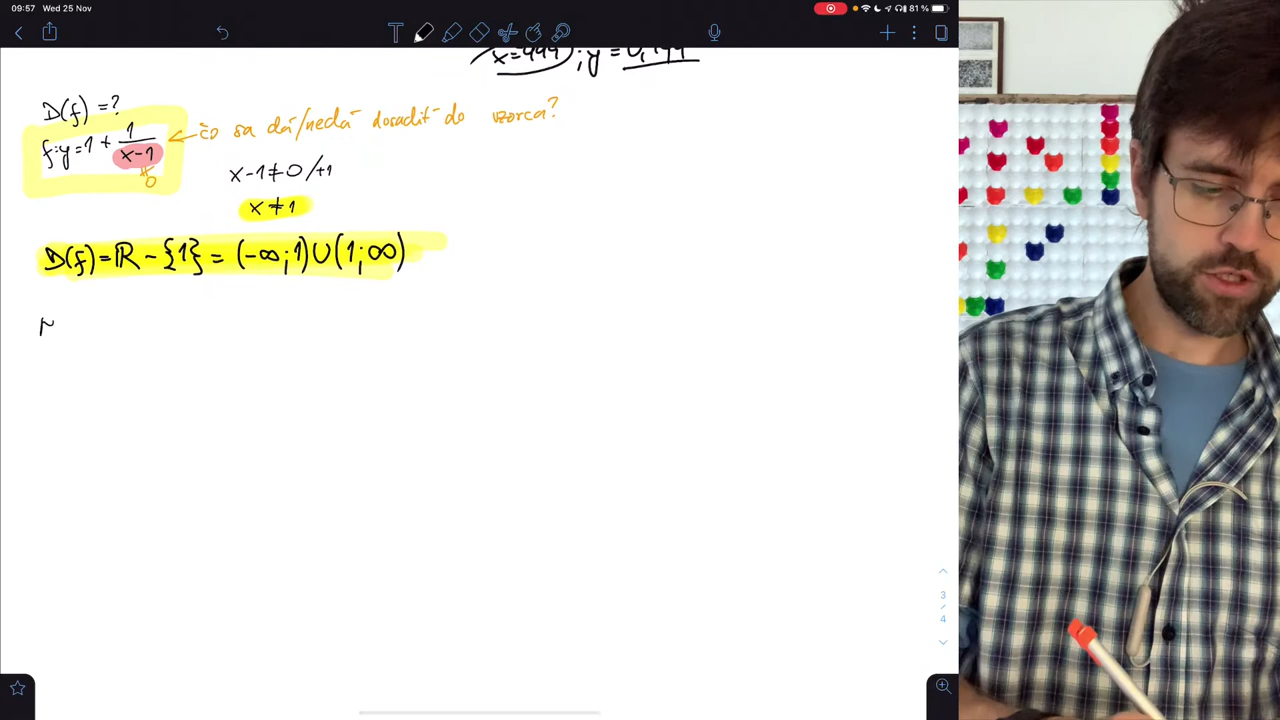 09:57 Wed 25 Nov
81 %
x=999 ; y =
D(f) = ?
f: y = 1 + 1/(x-1) ← čo sa dá/nedá dosadiť do vzorca?
≠ 0
x-1≠0 /+1
x ≠ 1
D(f) = ℝ - {1} = (-∞; 1) ∪ (1; ∞)
3
/
4
T